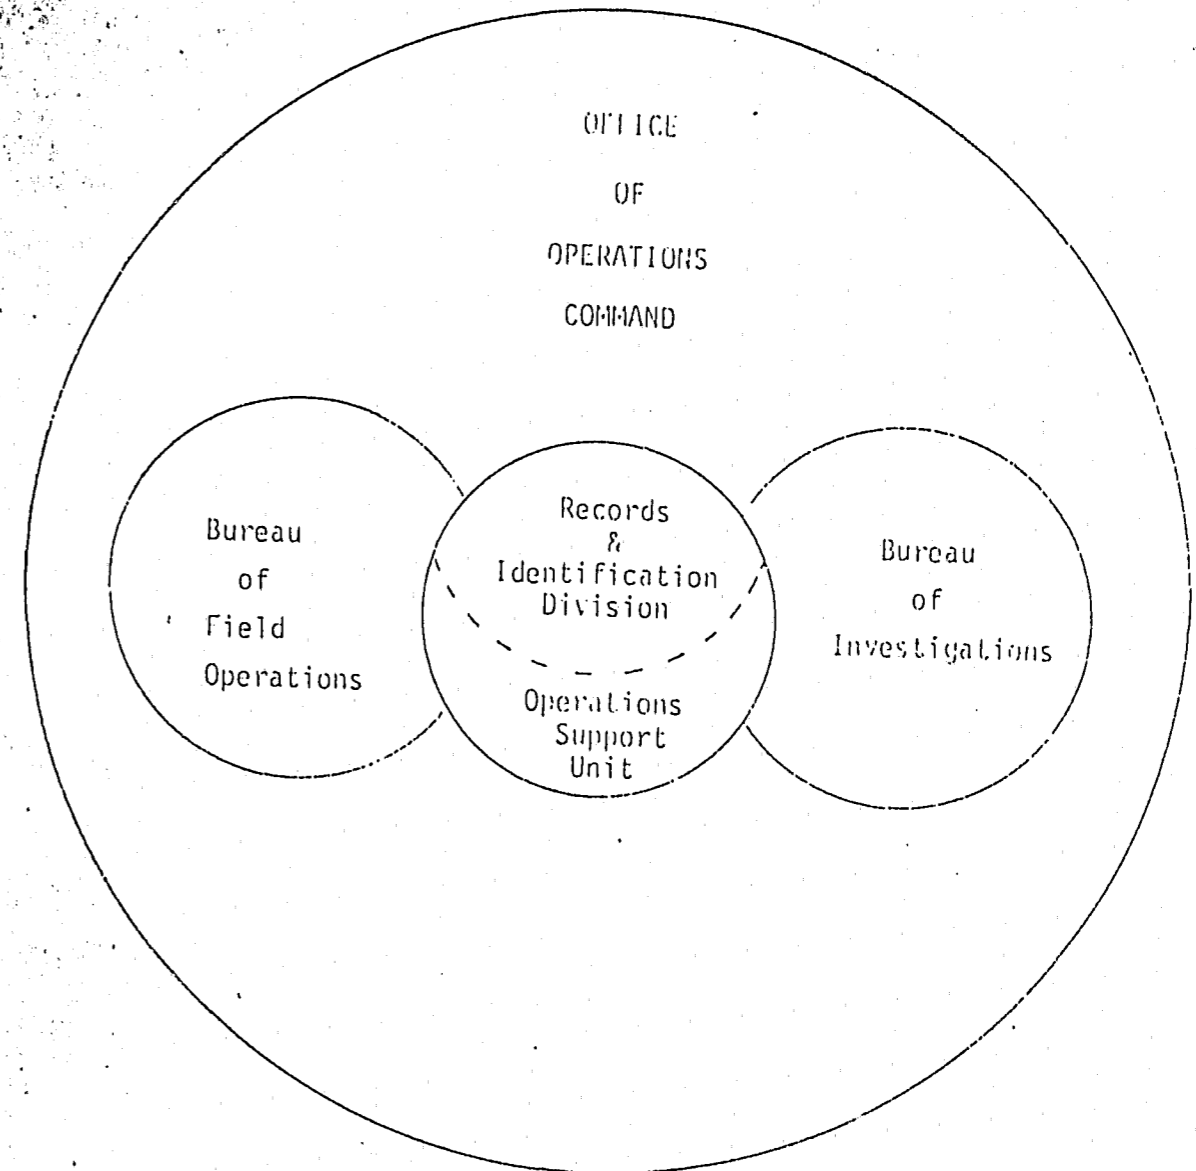 OFFICE
OF
OPERATIONS
COMMAND
Bureau
of
Field
Operations
Records
&
Identification
Division
Operations
Support
Unit
Bureau
of
Investigations